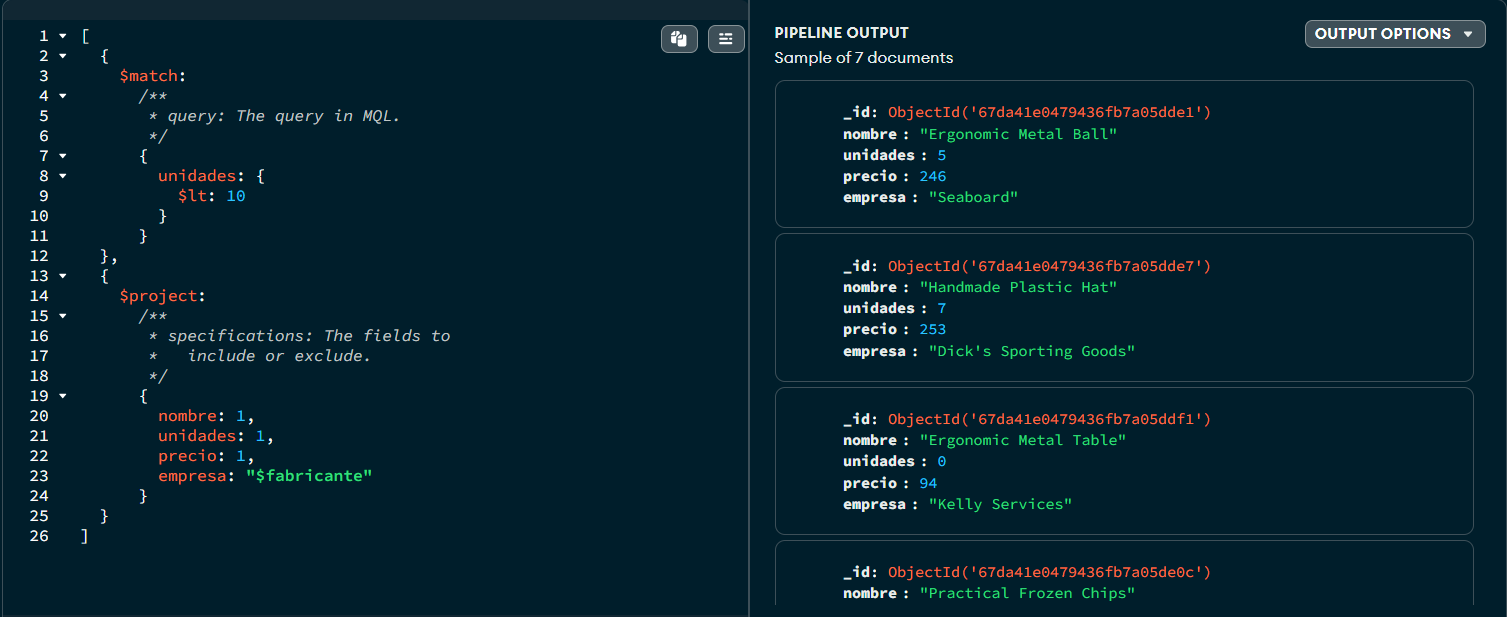 1 [
2 {
3 $match:
4 /**
5 * query: The query in MQL.
6 */
7 {
8 unidades: {
9 $lt: 10
10 }
11 }
12 },
13 {
14 $project:
15 /**
16 * specifications: The fields to
17 * include or exclude.
18 */
19 {
20 nombre: 1,
21 unidades: 1,
22 precio: 1,
23 empresa: "$fabricante"
24 }
25 }
26 ]
PIPELINE OUTPUT
OUTPUT OPTIONS
Sample of 7 documents
_id: ObjectId('67da41e0479436fb7a05dde1')
nombre : "Ergonomic Metal Ball"
unidades : 5
precio : 246
empresa : "Seaboard"
_id: ObjectId('67da41e0479436fb7a05dde7')
nombre : "Handmade Plastic Hat"
unidades : 7
precio : 253
empresa : "Dick's Sporting Goods"
_id: ObjectId('67da41e0479436fb7a05ddf1')
nombre : "Ergonomic Metal Table"
unidades : 0
precio : 94
empresa : "Kelly Services"
_id: ObjectId('67da41e0479436fb7a05de0c')
nombre : "Practical Frozen Chips"